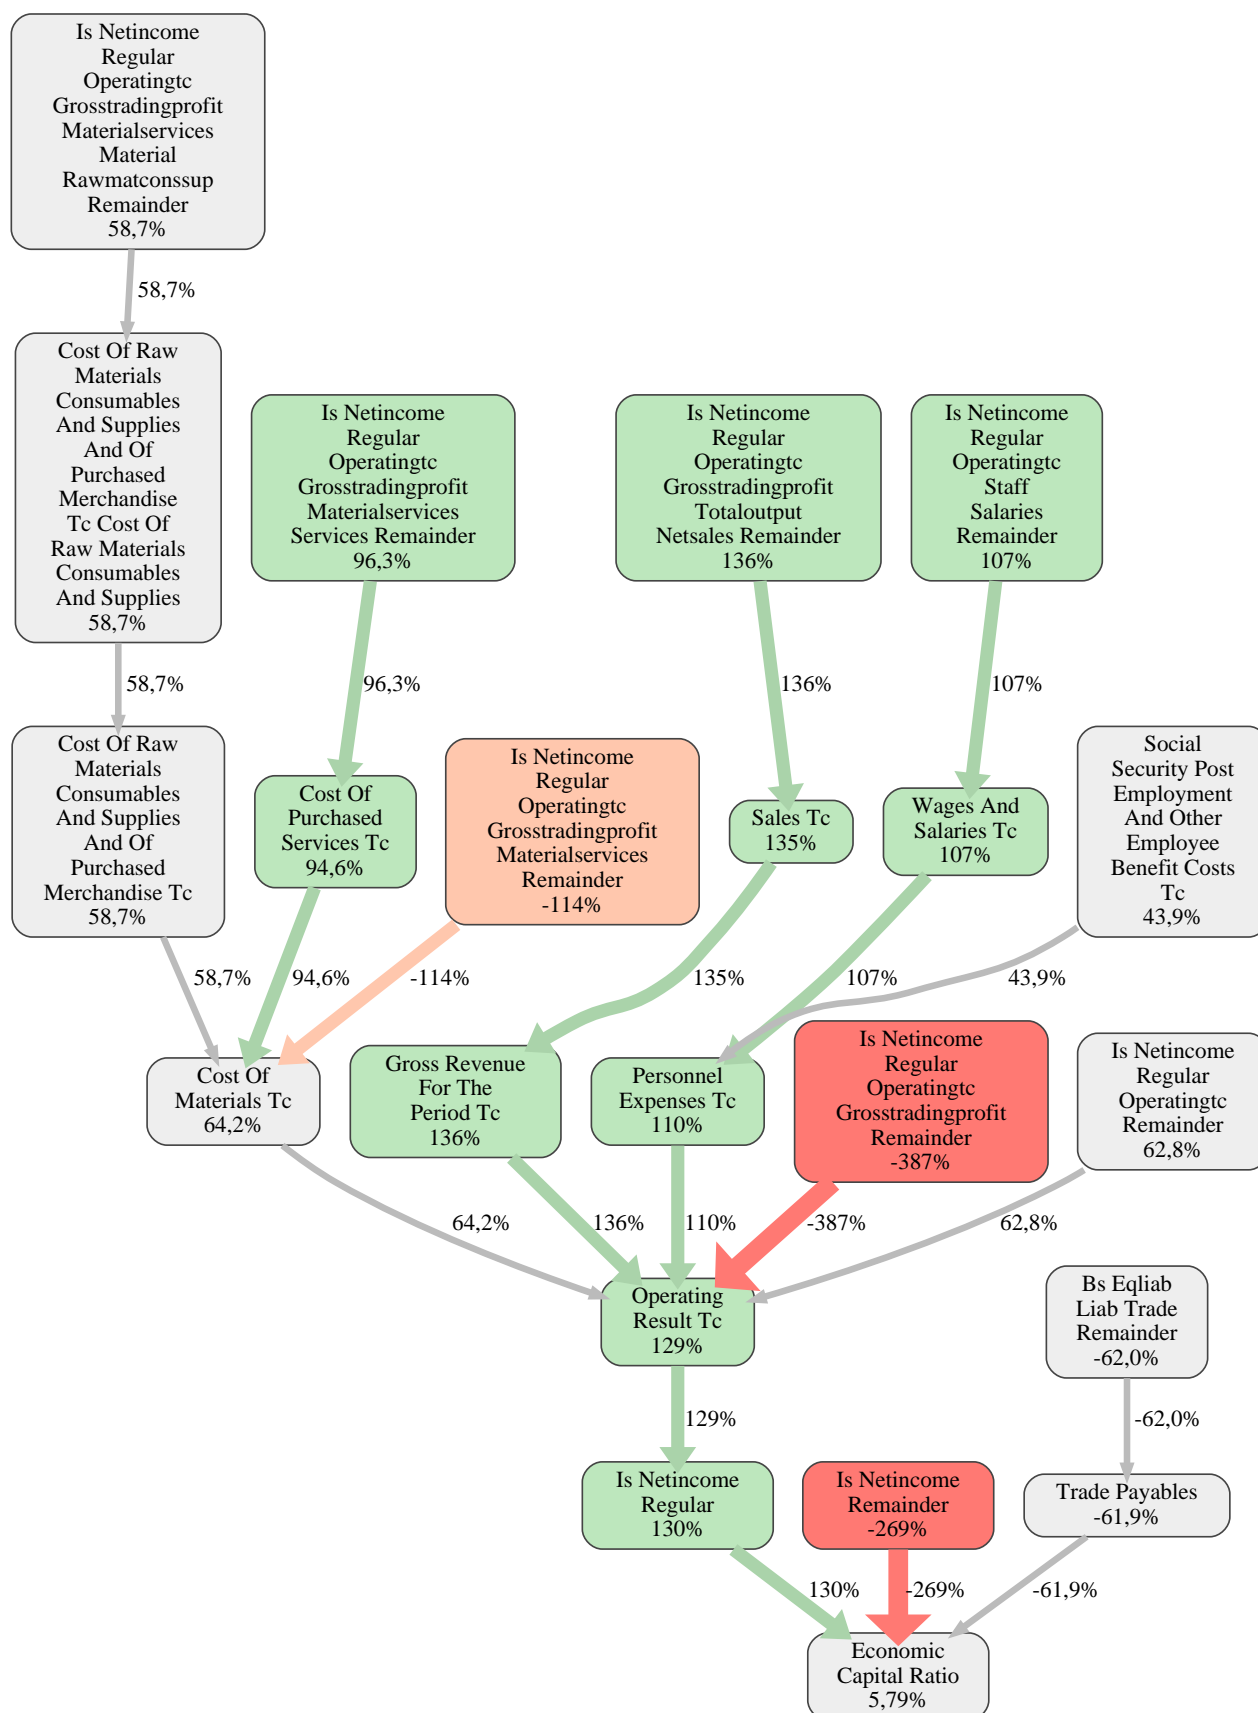 Is Netincome
Regular
Operatingtc
Grosstradingprofit
Materialservices
Material
Rawmatconssup
Remainder
58,7%
58,7%
Cost Of Raw
Materials
Consumables
And Supplies
And Of
Purchased
Merchandise
Tc Cost Of
Raw Materials
Consumables
And Supplies
58,7%
Is Netincome
Regular
Operatingtc
Grosstradingprofit
Materialservices
Services Remainder
96,3%
Is Netincome
Regular
Operatingtc
Grosstradingprofit
Totaloutput
Netsales Remainder
136%
Is Netincome
Regular
Operatingtc
Staff
Salaries
Remainder
107%
58,7%
96,3%
136%
107%
Cost Of Raw
Materials
Consumables
And Supplies
And Of
Purchased
Merchandise Tc
58,7%
Cost Of
Purchased
Services Tc
94,6%
Is Netincome
Regular
Operatingtc
Grosstradingprofit
Materialservices
Remainder
-114%
Sales Tc
135%
Wages And
Salaries Tc
107%
Social
Security Post
Employment
And Other
Employee
Benefit Costs
Tc
43,9%
58,7%
94,6%
-114%
135%
107%
43,9%
Cost Of
Materials Tc
64,2%
Gross Revenue
For The
Period Tc
136%
Personnel
Expenses Tc
110%
Is Netincome
Regular
Operatingtc
Grosstradingprofit
Remainder
-387%
Is Netincome
Regular
Operatingtc
Remainder
62,8%
64,2%
136%
110%
-387%
62,8%
Operating
Result Tc
129%
Bs Eqliab
Liab Trade
Remainder
-62,0%
129%
-62,0%
Is Netincome
Regular
130%
Is Netincome
Remainder
-269%
Trade Payables
-61,9%
130%
-269%
-61,9%
Economic
Capital Ratio
5,79%